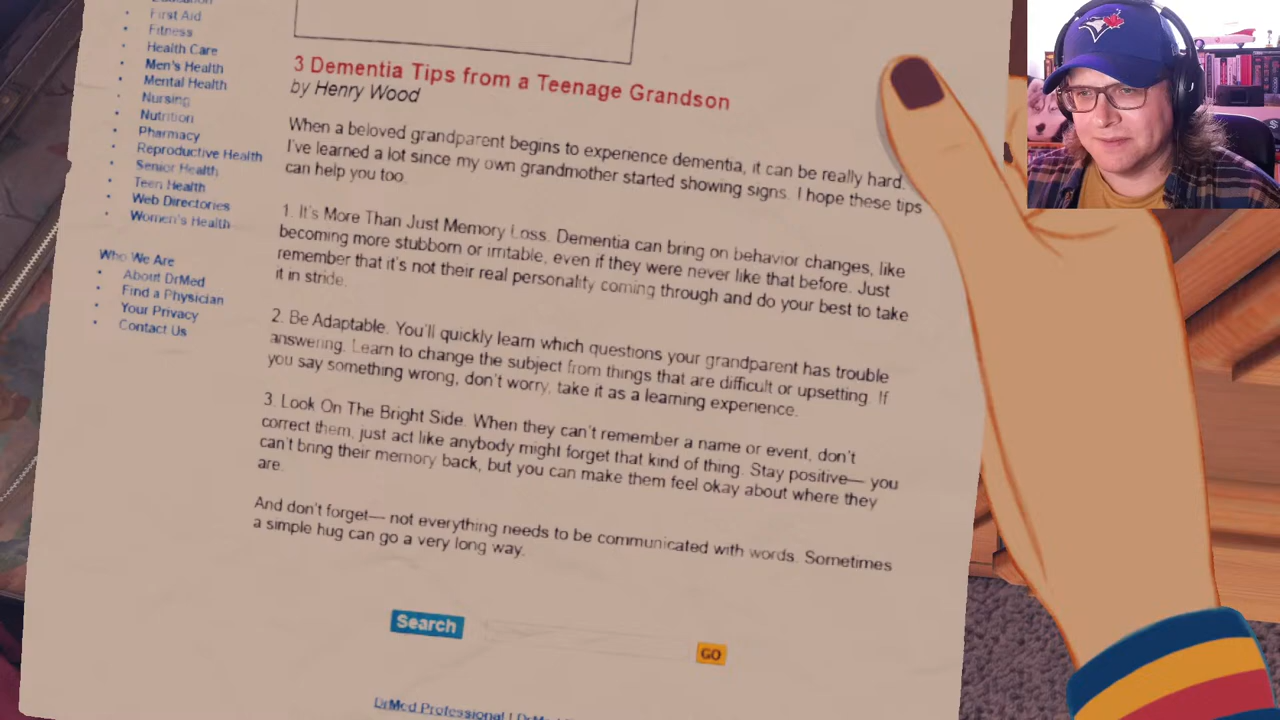 Education
First Aid
Fitness
Health Care
Men's Health
Mental Health
Nursing
Nutrition
Pharmacy
Reproductive Health
Senior Health
Teen Health
Web Directories
Women's Health
Who We Are
About DrMed
Find a Physician
Your Privacy
Contact Us
3 Dementia Tips from a Teenage Grandson
by Henry Wood
When a beloved grandparent begins to experience dementia, it can be really hard.
I've learned a lot since my own grandmother started showing signs. I hope these tips
can help you too.
1. It's More Than Just Memory Loss. Dementia can bring on behavior changes, like
becoming more stubborn or irritable, even if they were never like that before. Just
remember that it's not their real personality coming through and do your best to take
it in stride.
2. Be Adaptable. You'll quickly learn which questions your grandparent has trouble
answering. Learn to change the subject from things that are difficult or upsetting. If
you say something wrong, don't worry, take it as a learning experience.
3. Look On The Bright Side. When they can't remember a name or event, don't
correct them, just act like anybody might forget that kind of thing. Stay positive— you
can't bring their memory back, but you can make them feel okay about where they
are.
And don't forget— not everything needs to be communicated with words. Sometimes
a simple hug can go a very long way.
Search
GO
DrMed Professional |